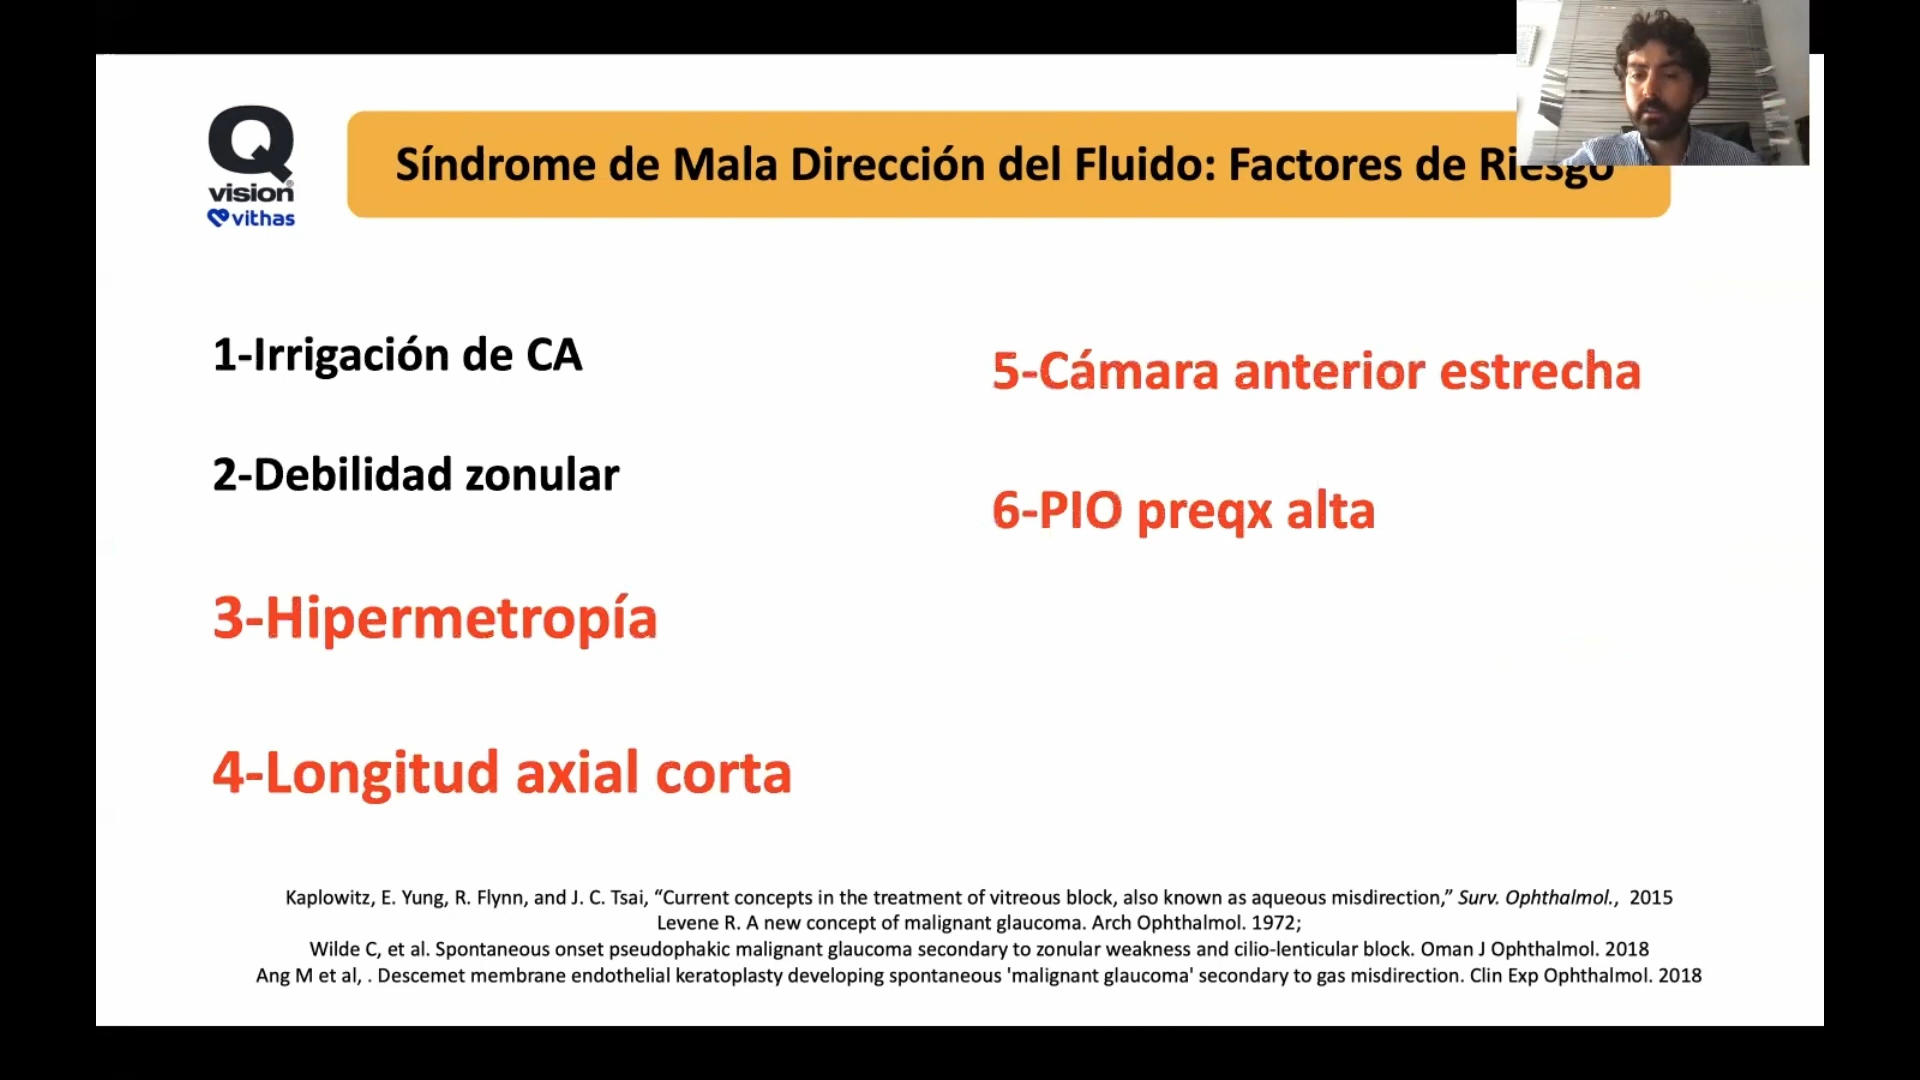 Q
vision®
vithas
Síndrome de Mala Dirección del Fluido: Factores de Riesgo
1-Irrigación de CA
2-Debilidad zonular
3-Hipermetropía
4-Longitud axial corta
5-Cámara anterior estrecha
6-PIO preqx alta
Kaplowitz, E. Yung, R. Flynn, and J. C. Tsai, “Current concepts in the treatment of vitreous block, also known as aqueous misdirection,” Surv. Ophthalmol., 2015
Levene R. A new concept of malignant glaucoma. Arch Ophthalmol. 1972;
Wilde C, et al. Spontaneous onset pseudophakic malignant glaucoma secondary to zonular weakness and cilio-lenticular block. Oman J Ophthalmol. 2018
Ang M et al, . Descemet membrane endothelial keratoplasty developing spontaneous 'malignant glaucoma' secondary to gas misdirection. Clin Exp Ophthalmol. 2018